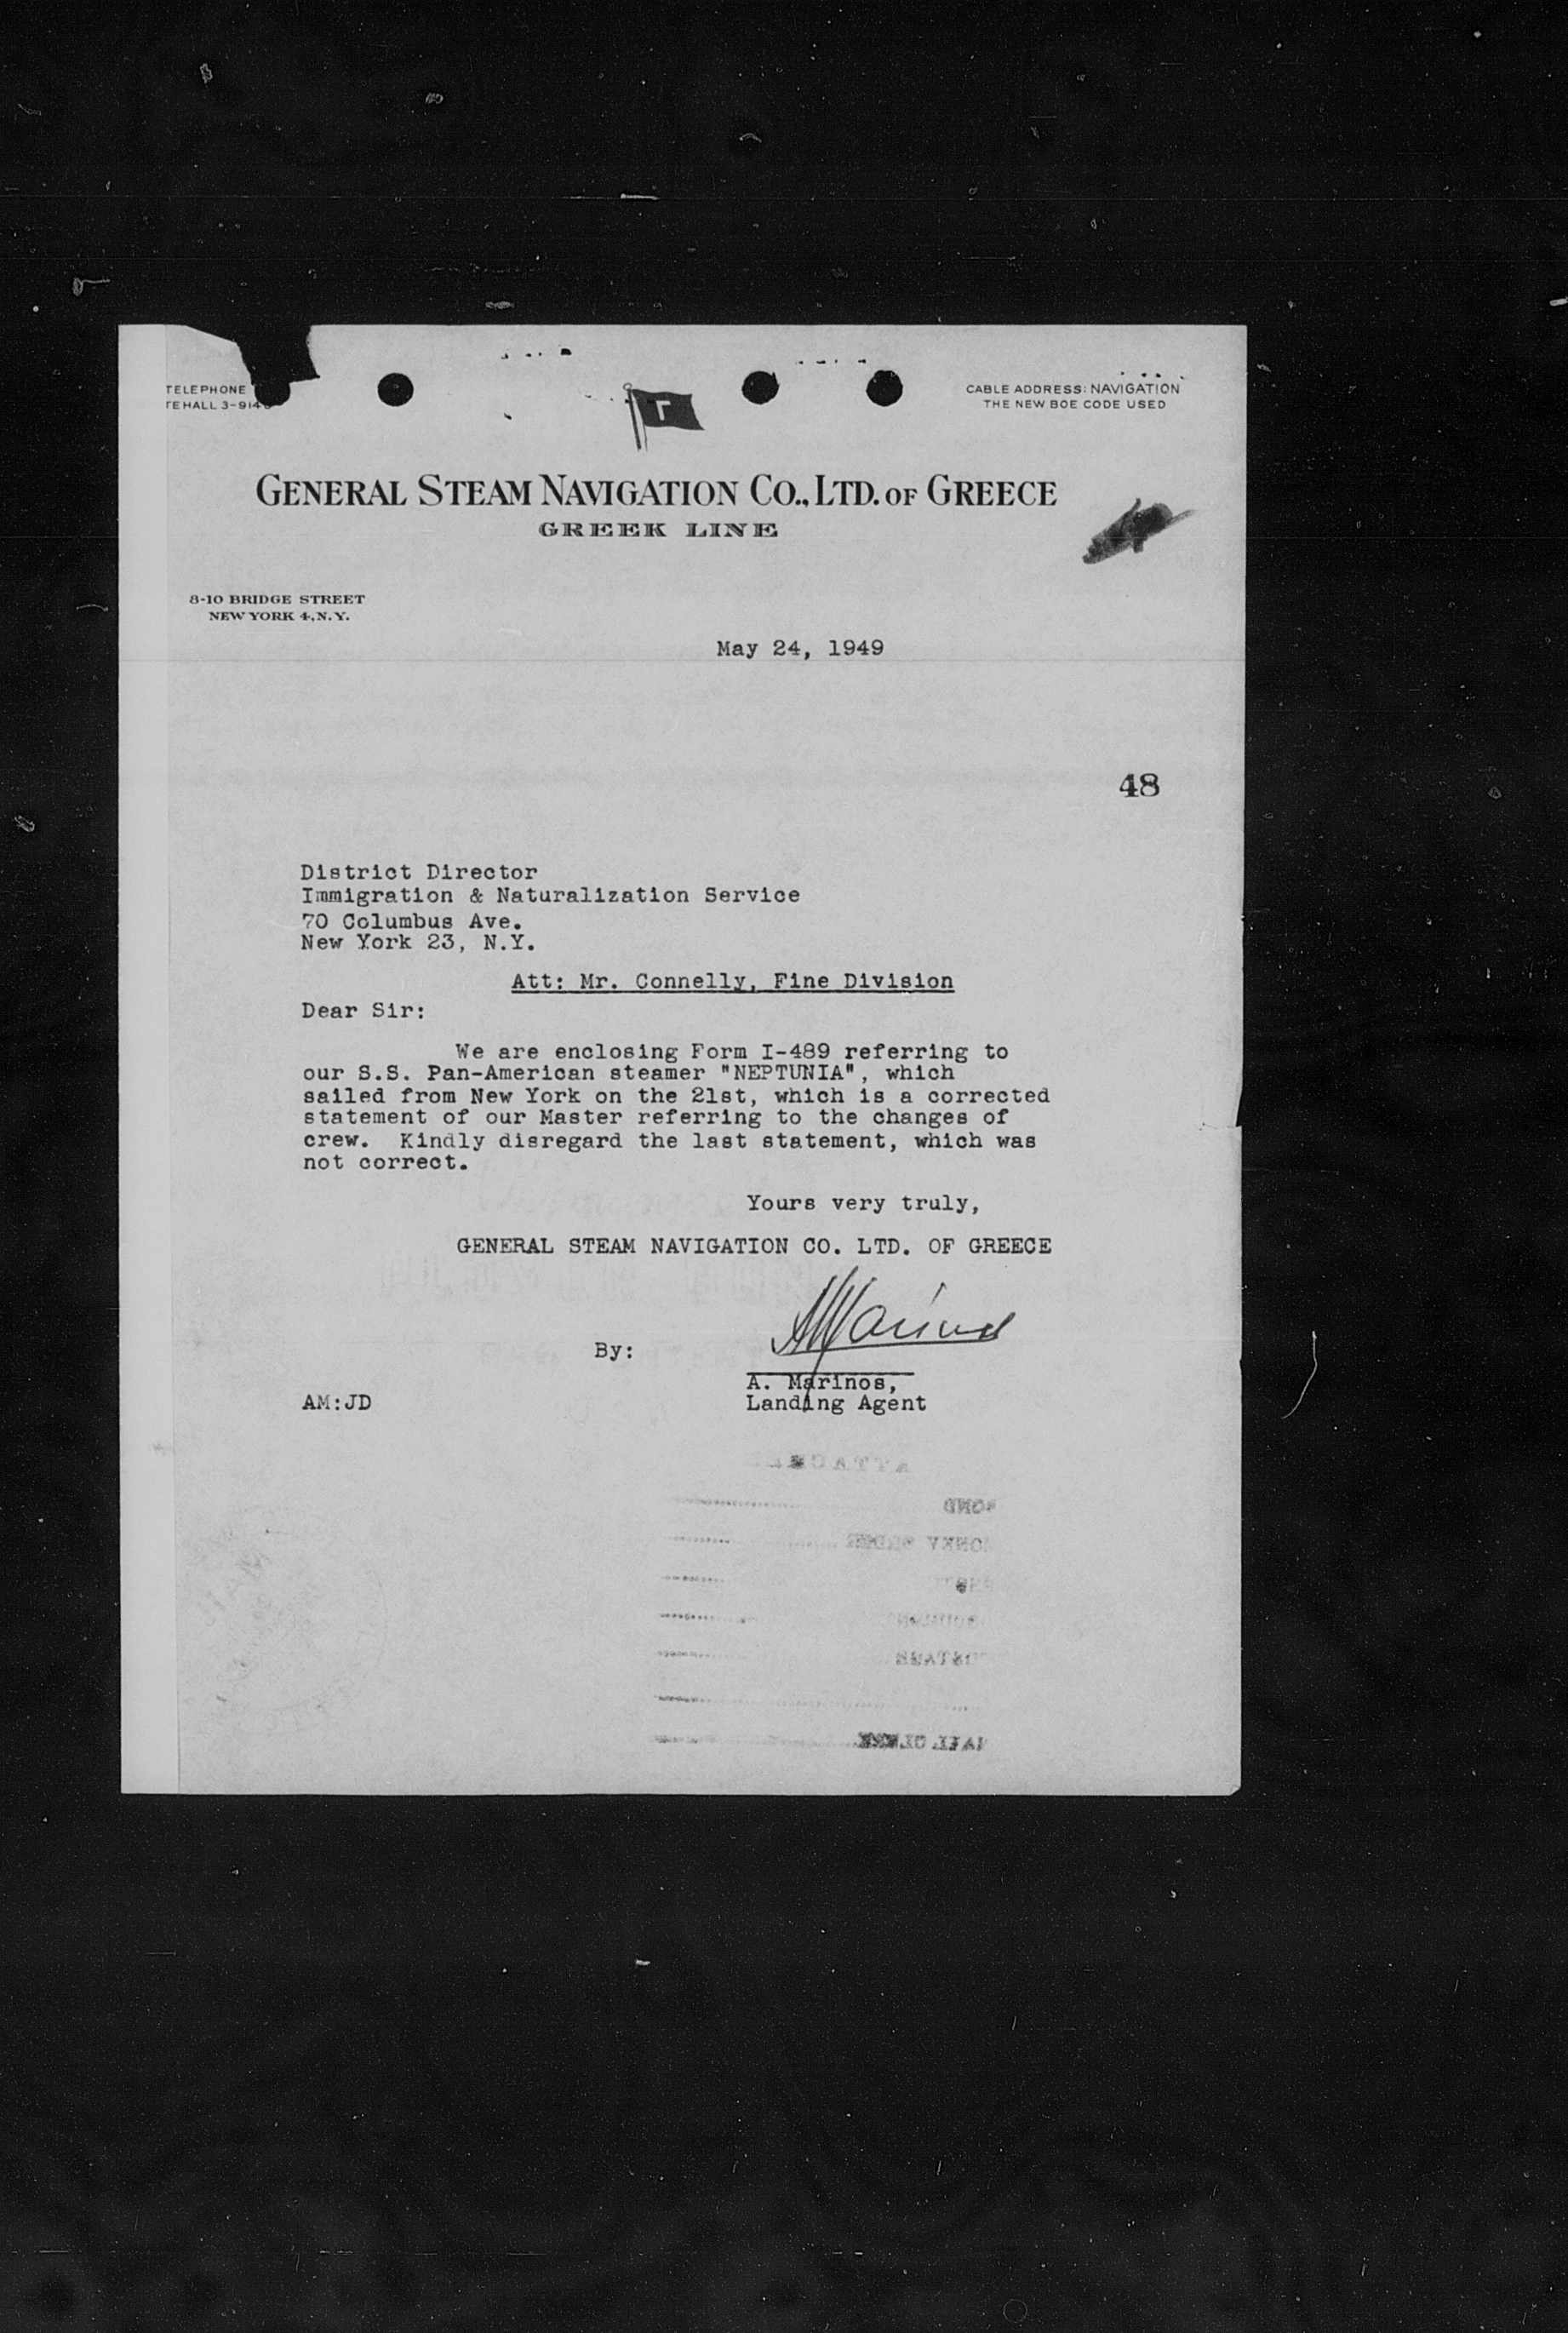 TELEPHONE
TEHALL 3-914
CABLE ADDRESS: NAVIGATION
THE NEW BOE CODE USED
GENERAL STEAM NAVIGATION CO., LTD. OF GREECE
GREEK LINE
8-10 BRIDGE STREET
NEW YORK 4, N.Y.
May 24, 1949
48
District Director
Immigration & Naturalization Service
70 Columbus Ave.
New York 23, N.Y.
Att: Mr. Connelly, Fine Division
Dear Sir:
We are enclosing Form I-489 referring to
our S.S. Pan-American steamer "NEPTUNIA", which
sailed from New York on the 21st, which is a corrected
statement of our Master referring to the changes of
crew. Kindly disregard the last statement, which was
not correct.
Yours very truly,
GENERAL STEAM NAVIGATION CO. LTD. OF GREECE
AMarinos
By:
A. Marinos,
AM:JD Landing Agent